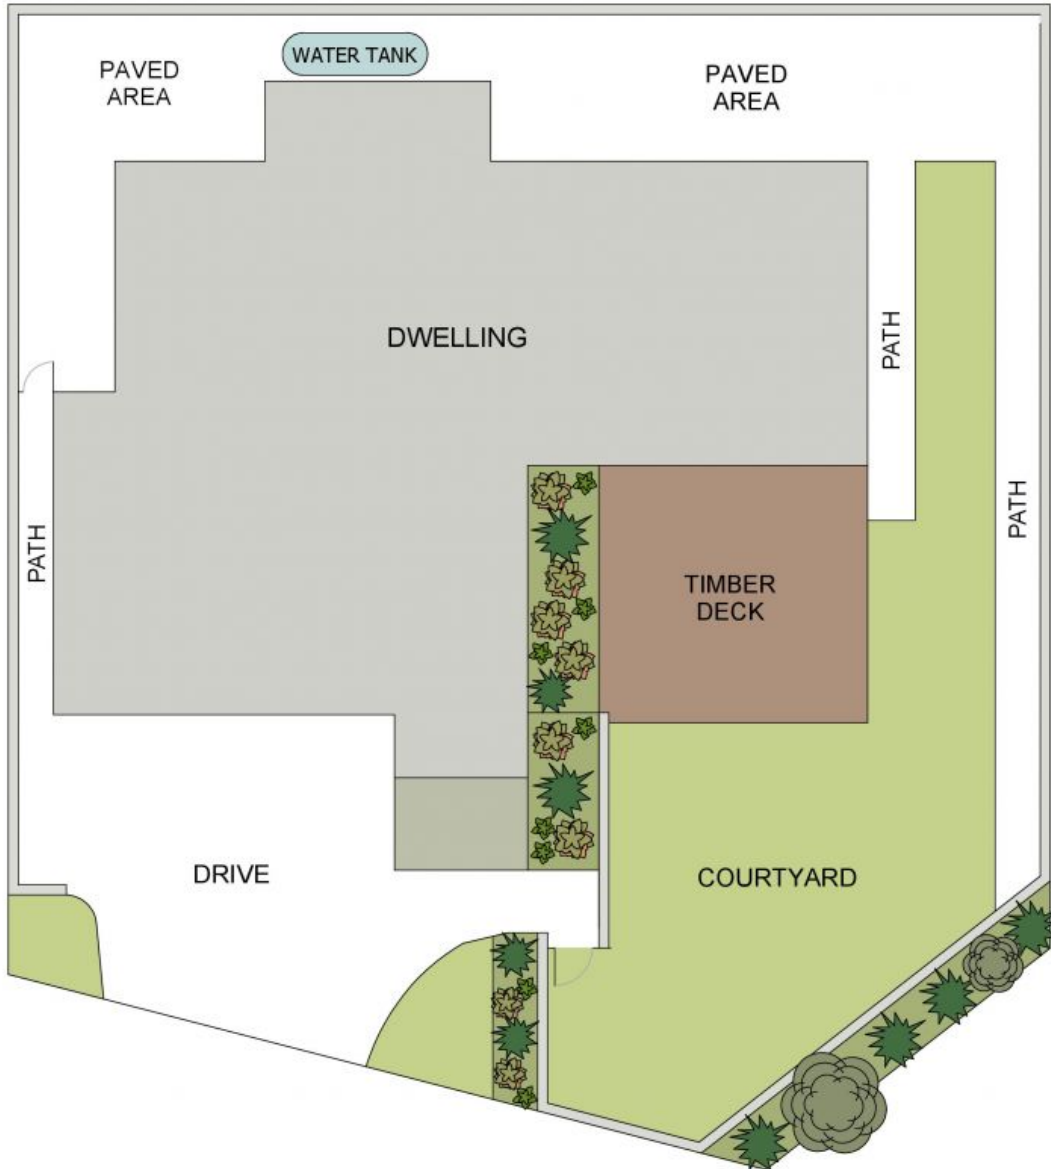 WATER TANK
PAVED
AREA
PAVED
AREA
DWELLING
PATH
PATH
PATH
TIMBER
DECK
DRIVE
COURTYARD